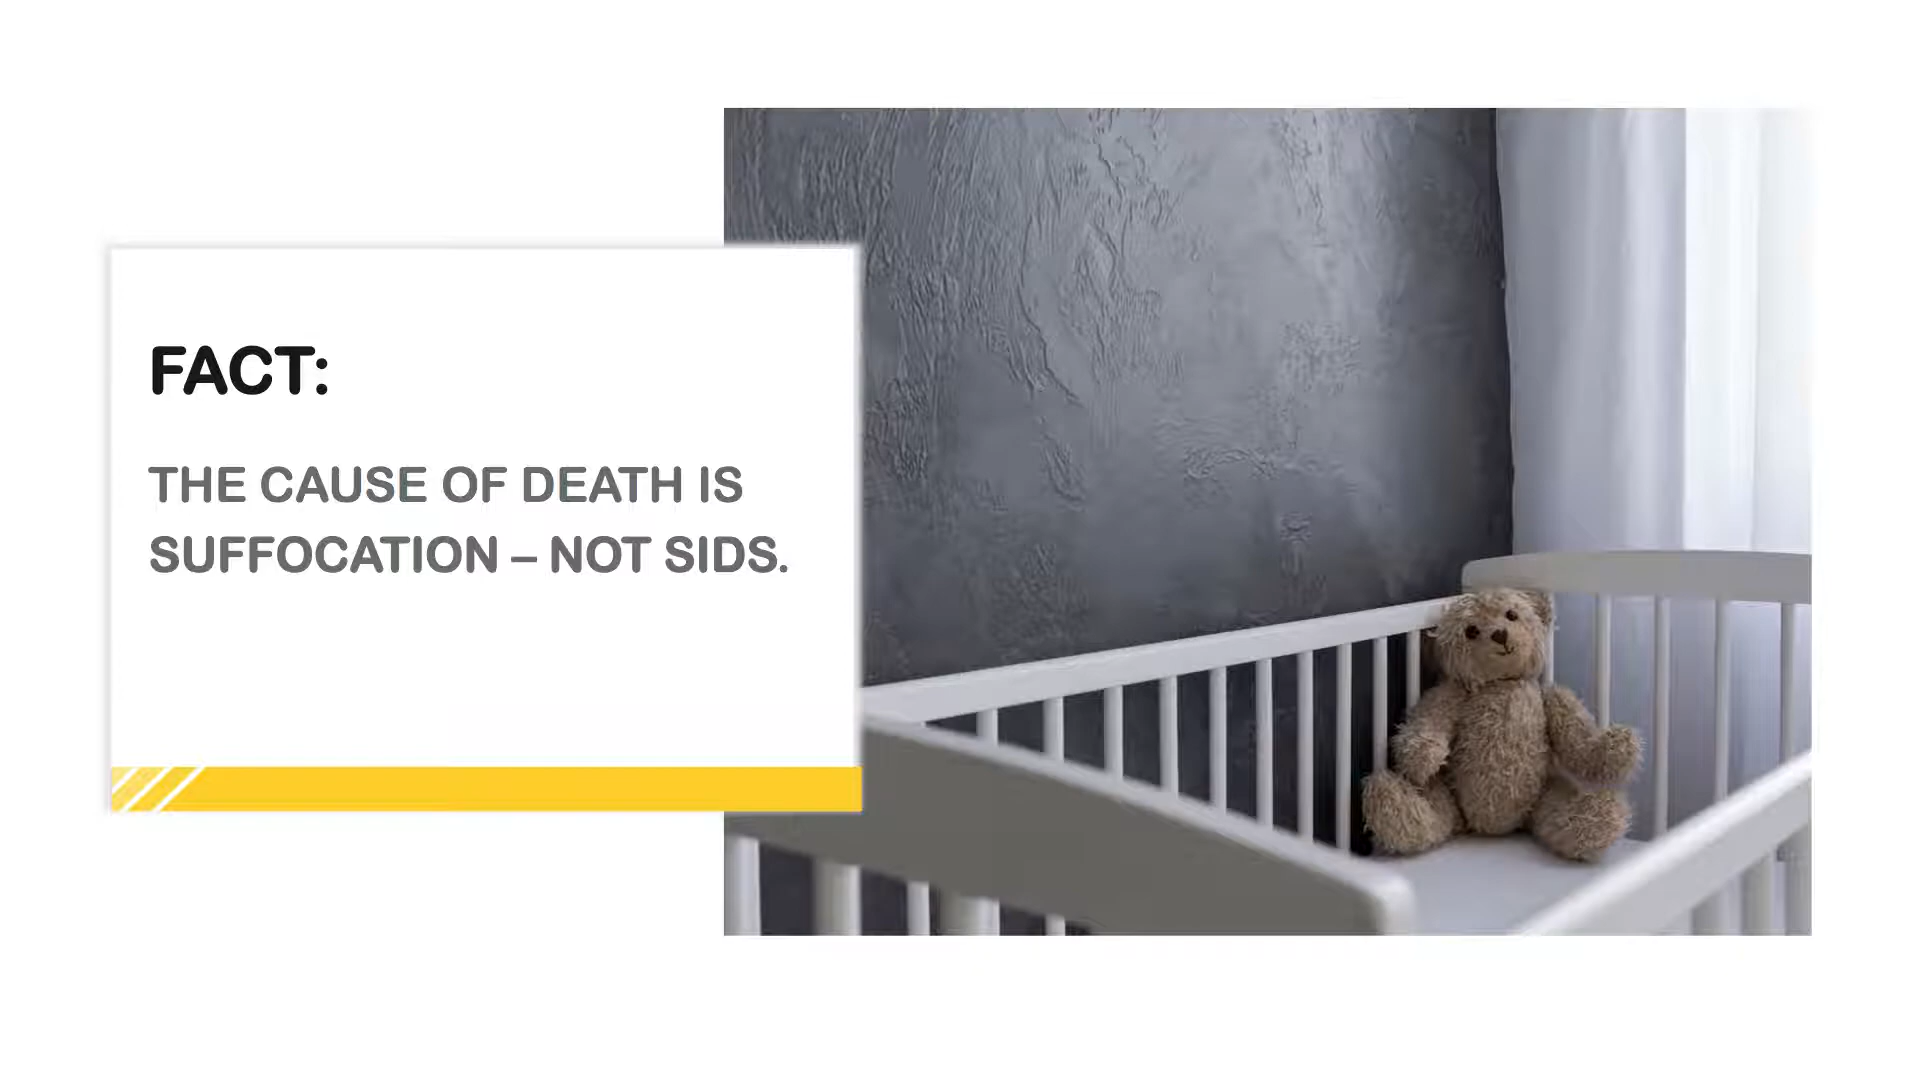 FACT:
THE CAUSE OF DEATH IS
SUFFOCATION – NOT SIDS.